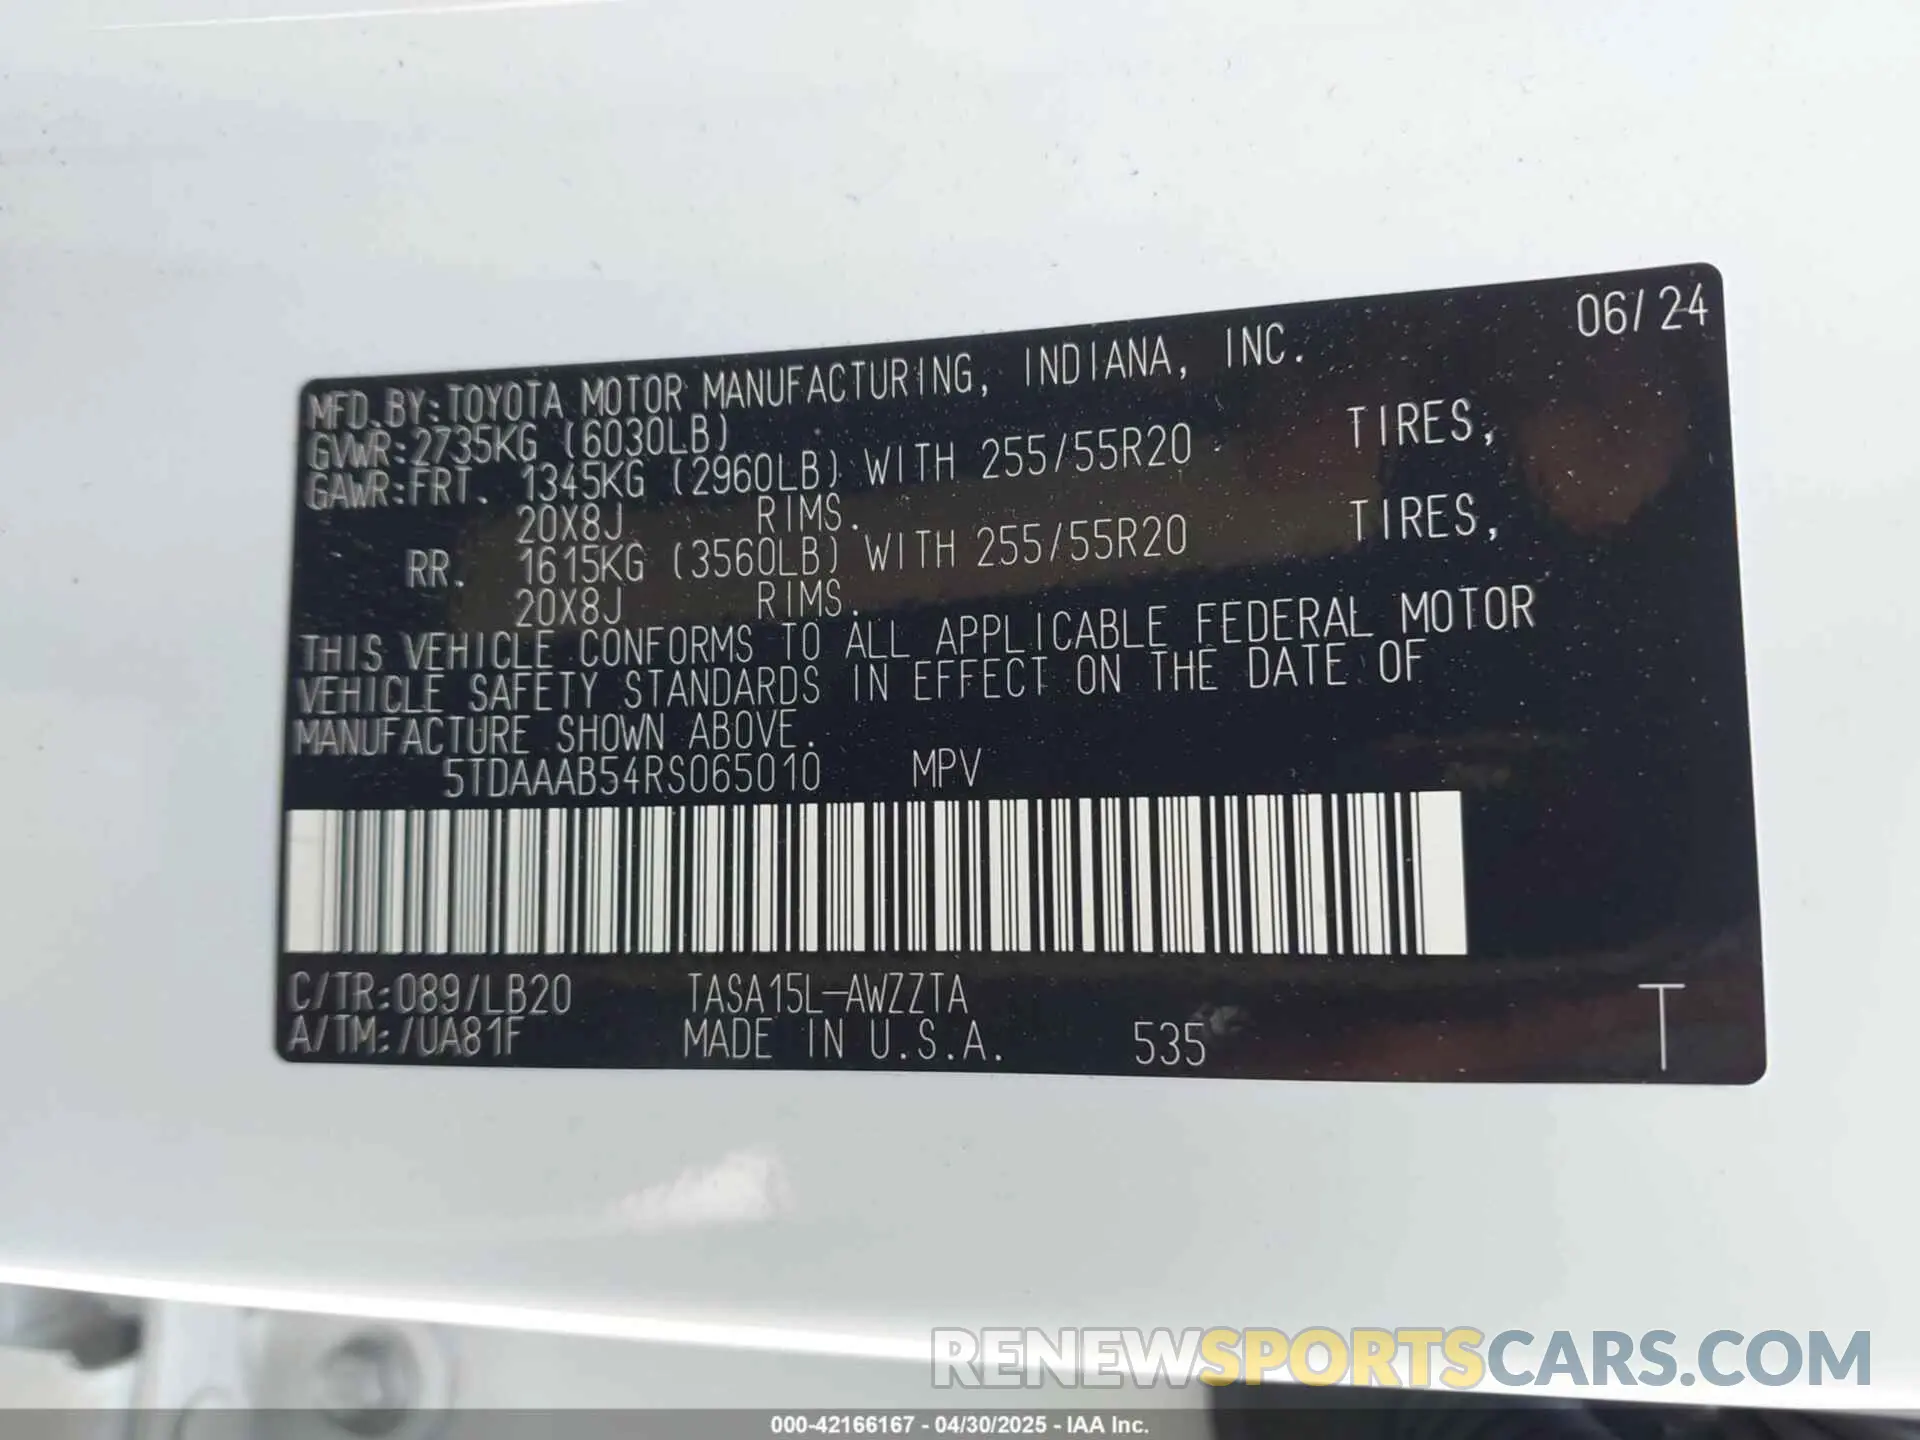 06/24
MFD.BY:TOYOTA MOTOR MANUFACTURING, INDIANA, INC.
GVWR:2735KG (6030LB)
GAWR:FRT. 1345KG (2960LB) WITH 255/55R20 TIRES,
20X8J RIMS.
RR. 1615KG (3560LB) WITH 255/55R20 TIRES,
20X8J RIMS.
THIS VEHICLE CONFORMS TO ALL APPLICABLE FEDERAL MOTOR
VEHICLE SAFETY STANDARDS IN EFFECT ON THE DATE OF
MANUFACTURE SHOWN ABOVE.
5TDAAAB54RS065010 MPV
C/TR:089/LB20 TASA15L-AWZZTA
A/TM:/UA81F MADE IN U.S.A. 535 T
RENEWSPORTSCARS.COM
000-42166167 - 04/30/2025 - IAA Inc.